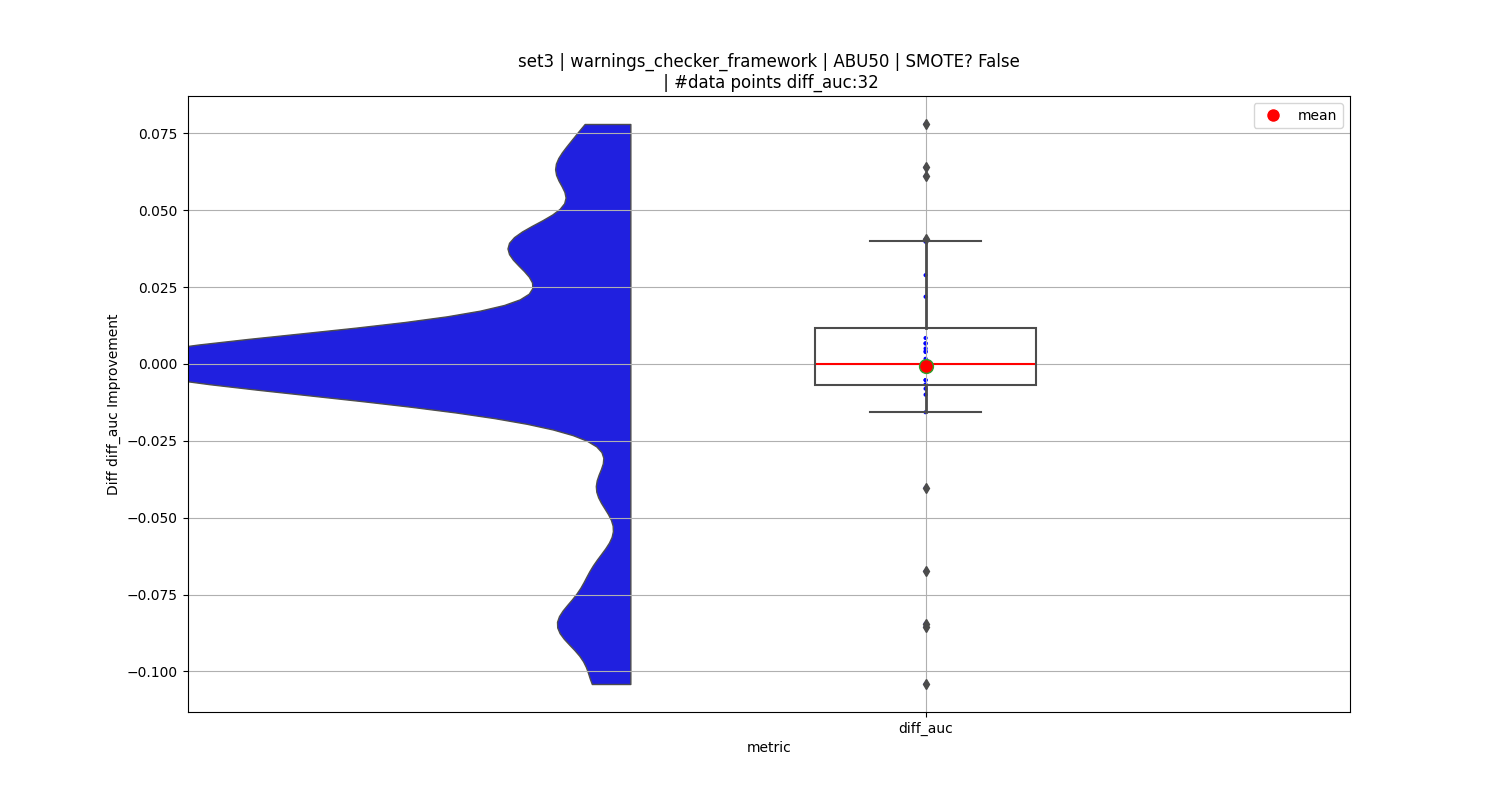 set3 | warnings_checker_framework | ABU50 | SMOTE? False
| #data points diff_auc:32
mean
0.075
0.050
0.025
0.000
−0.025
−0.050
−0.075
−0.100
Diff diff_auc Improvement
diff_auc
metric